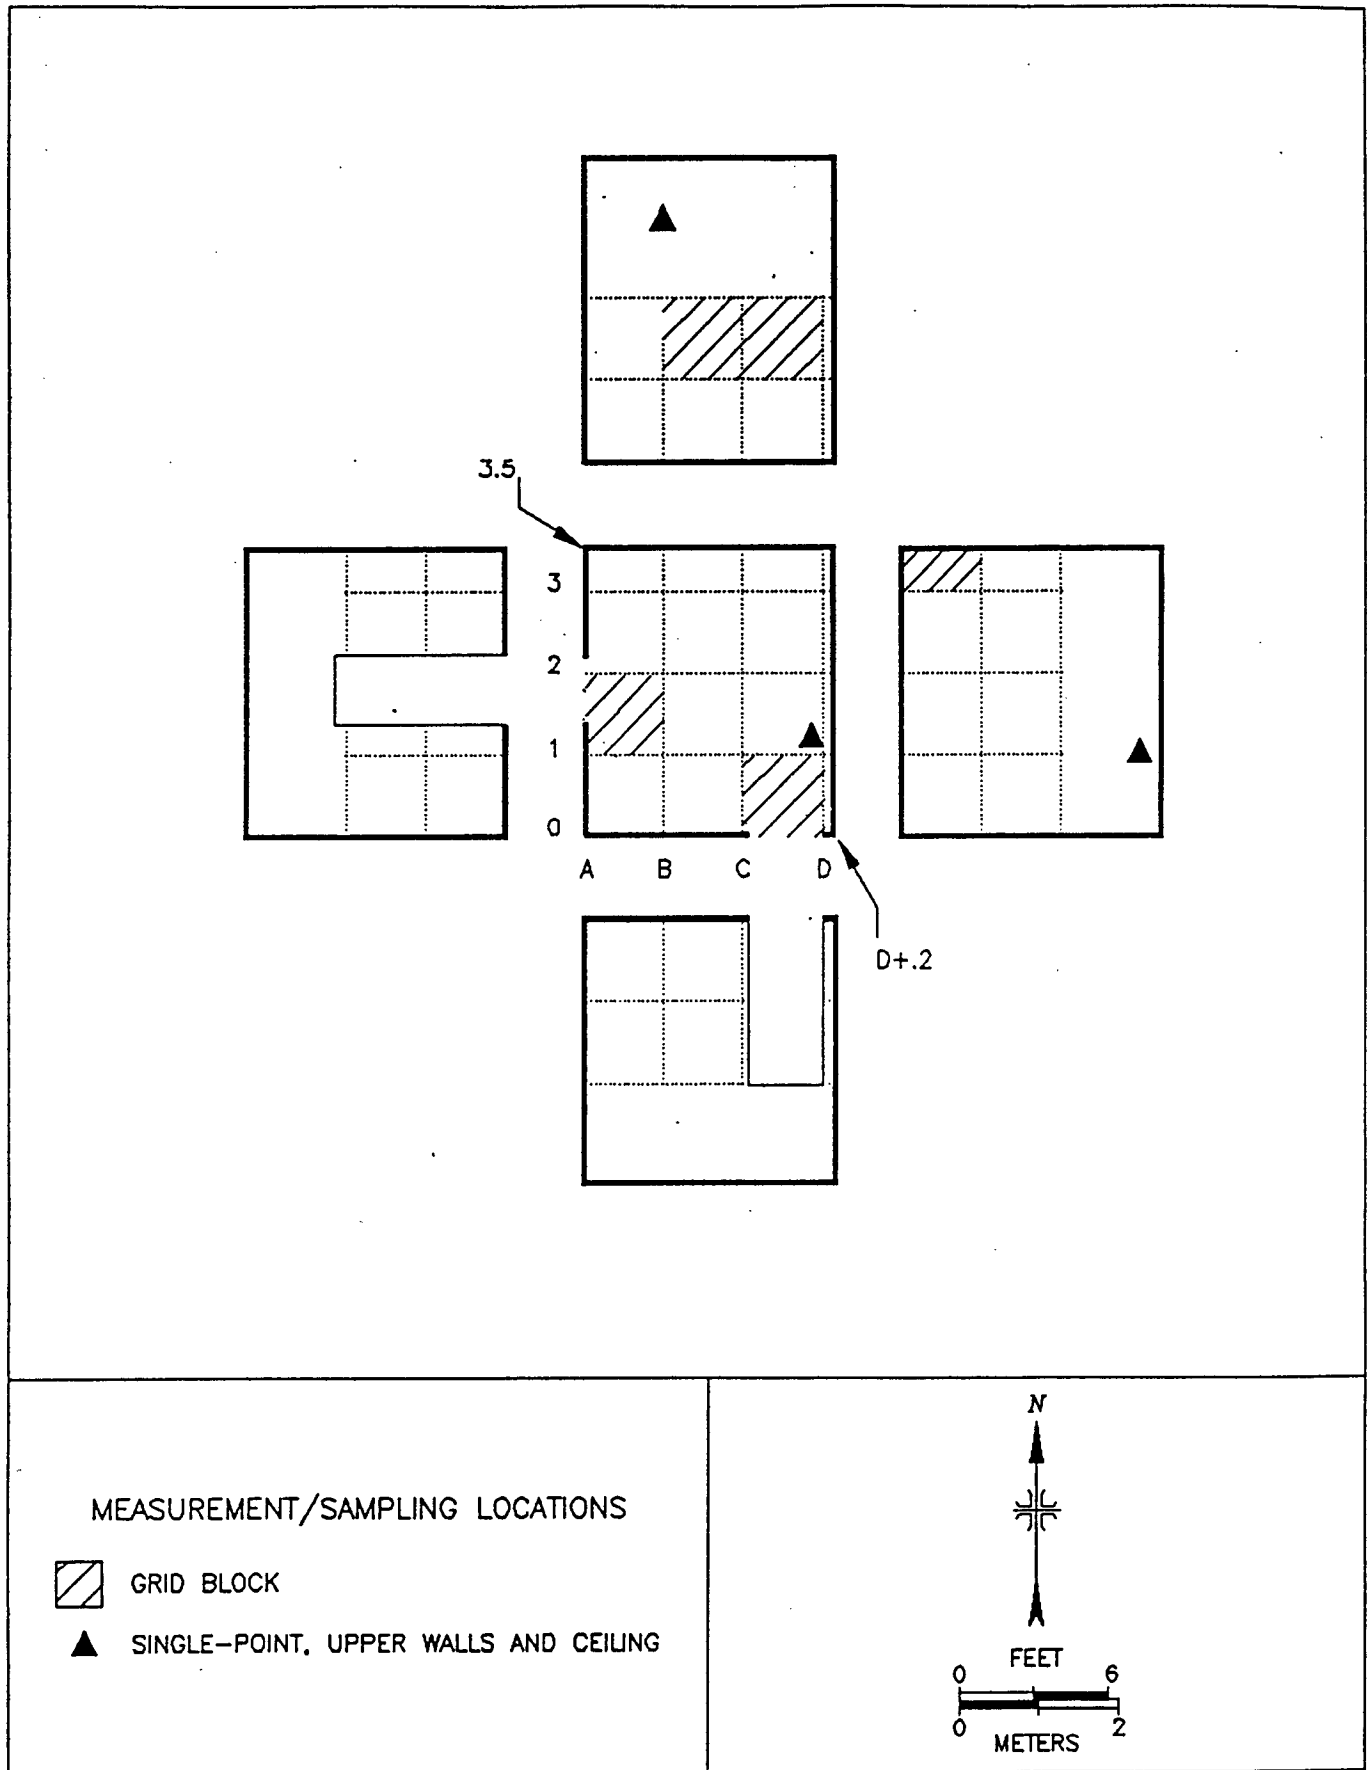 3.5
3
2
1
0
A B C D
D+.2
MEASUREMENT/SAMPLING LOCATIONS
GRID BLOCK
SINGLE-POINT, UPPER WALLS AND CEILING
N
FEET
0 6
0 2
METERS